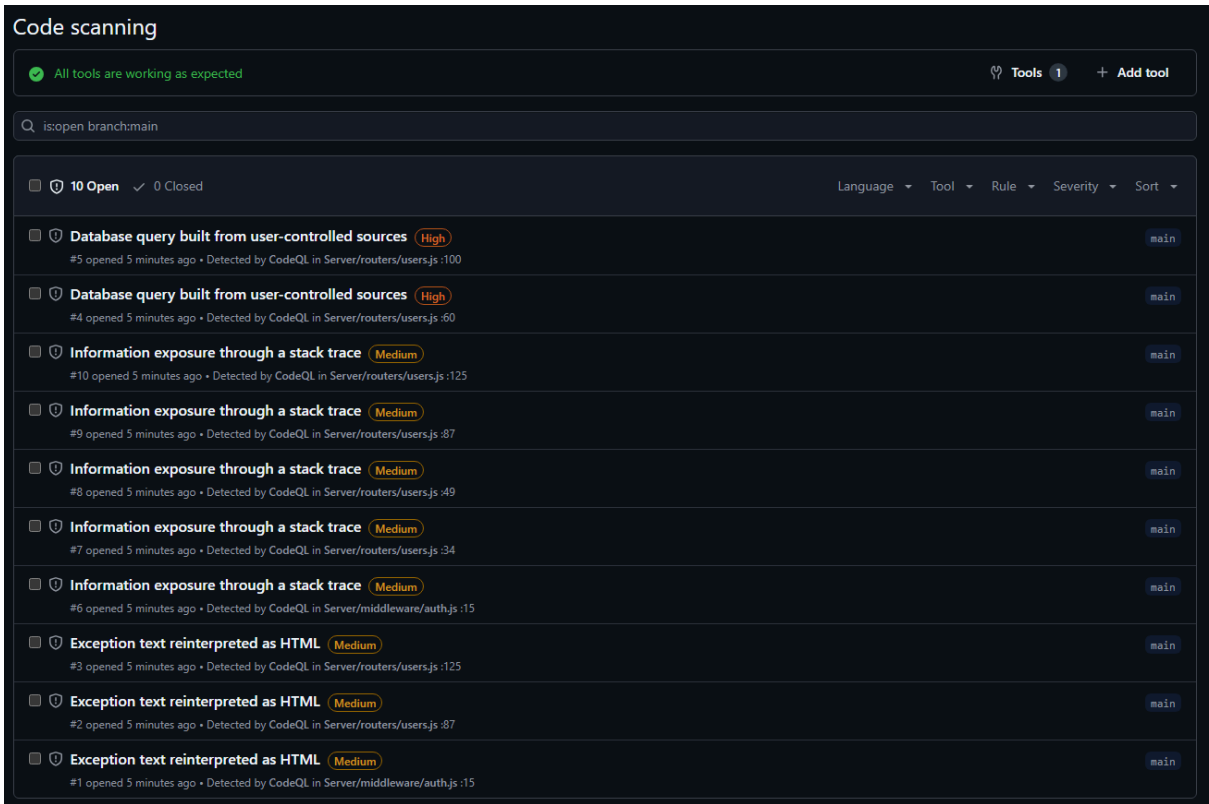 Code scanning
All tools are working as expected Tools 1 Add tool
is:open branch:main
10 Open 0 Closed Language Tool Rule Severity Sort
Database query built from user-controlled sources High main
#5 opened 5 minutes ago • Detected by CodeQL in Server/routers/users.js :100
Database query built from user-controlled sources High main
#4 opened 5 minutes ago • Detected by CodeQL in Server/routers/users.js :60
Information exposure through a stack trace Medium main
#10 opened 5 minutes ago • Detected by CodeQL in Server/routers/users.js :125
Information exposure through a stack trace Medium main
#9 opened 5 minutes ago • Detected by CodeQL in Server/routers/users.js :87
Information exposure through a stack trace Medium main
#8 opened 5 minutes ago • Detected by CodeQL in Server/routers/users.js :49
Information exposure through a stack trace Medium main
#7 opened 5 minutes ago • Detected by CodeQL in Server/routers/users.js :34
Information exposure through a stack trace Medium main
#6 opened 5 minutes ago • Detected by CodeQL in Server/middleware/auth.js :15
Exception text reinterpreted as HTML Medium main
#3 opened 5 minutes ago • Detected by CodeQL in Server/routers/users.js :125
Exception text reinterpreted as HTML Medium main
#2 opened 5 minutes ago • Detected by CodeQL in Server/routers/users.js :87
Exception text reinterpreted as HTML Medium main
#1 opened 5 minutes ago • Detected by CodeQL in Server/middleware/auth.js :15